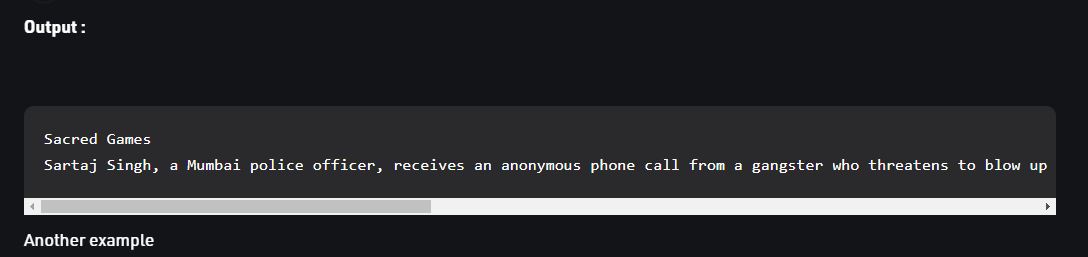 Output :
Sacred Games
Sartaj Singh, a Mumbai police officer, receives an anonymous phone call from a gangster who threatens to blow up
Another example